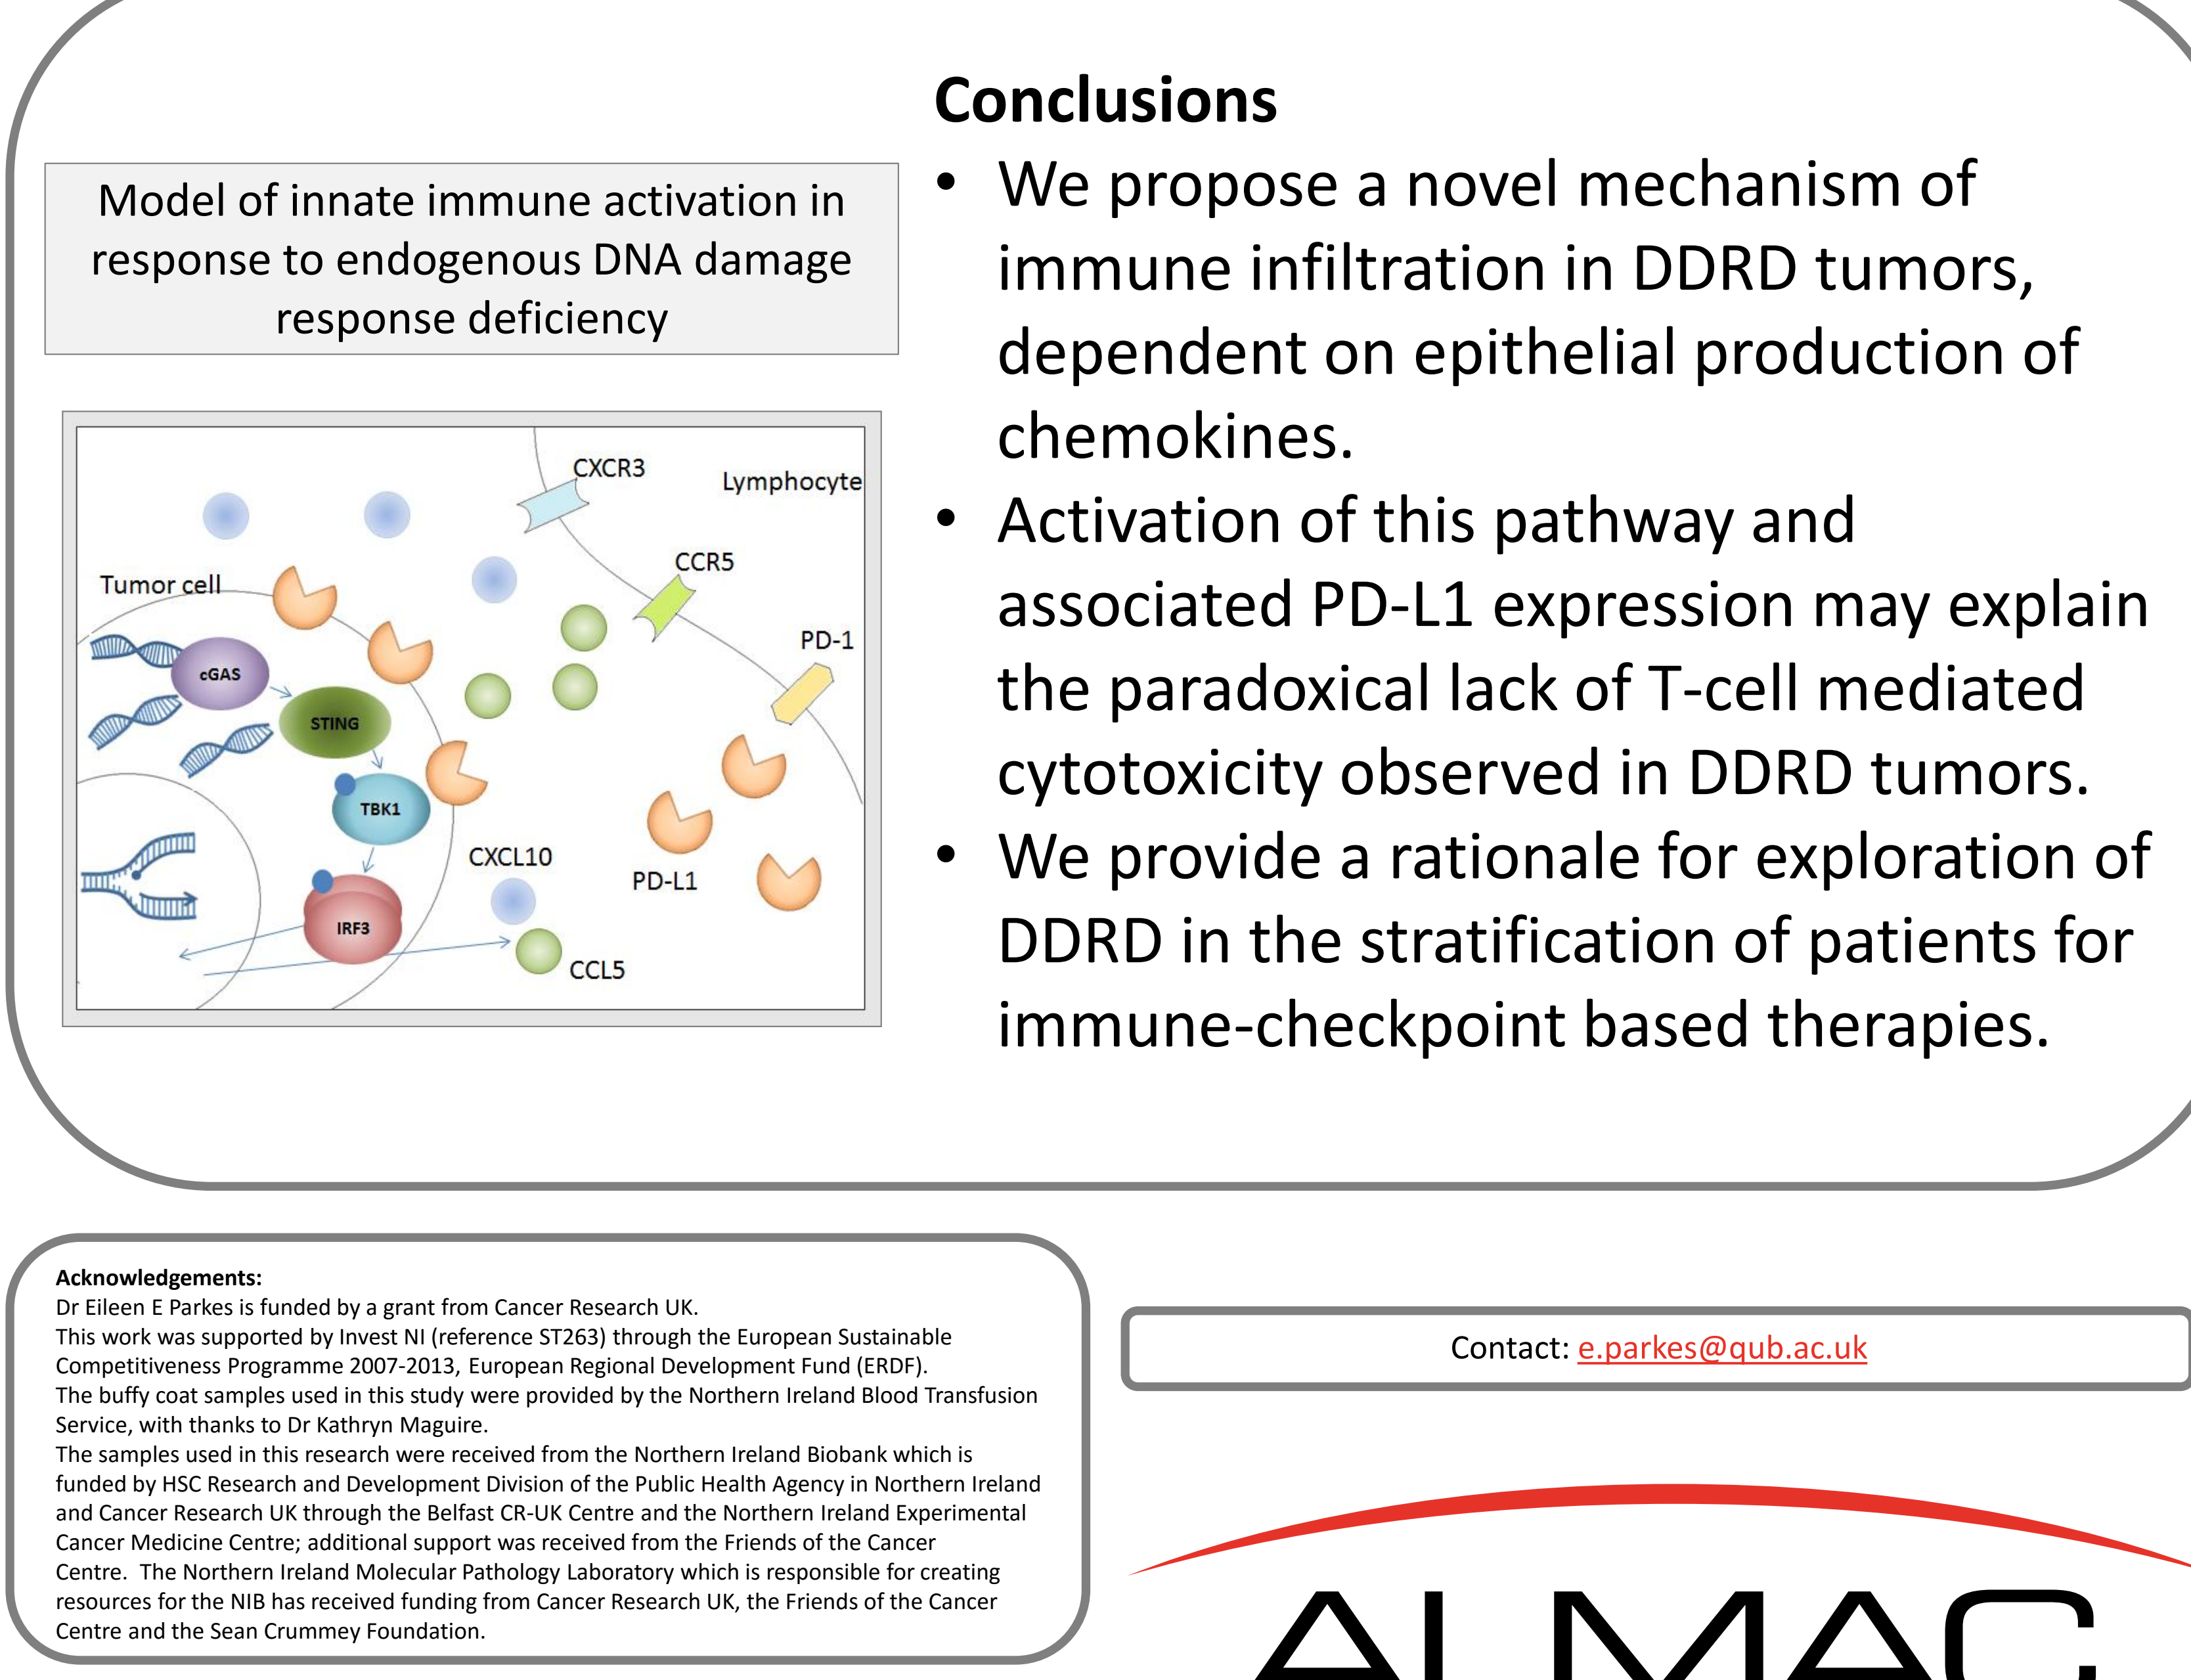 Model of innate immune activation in
response to endogenous DNA damage
response deficiency
CXCR3
Lymphocyte
CCR5
Tumor cell
PD-1
cGAS
STING
TBK1
CXCL10
PD-L1
IRF3
CCL5
Conclusions
• We propose a novel mechanism of
immune infiltration in DDRD tumors,
dependent on epithelial production of
chemokines.
• Activation of this pathway and
associated PD-L1 expression may explain
the paradoxical lack of T-cell mediated
cytotoxicity observed in DDRD tumors.
• We provide a rationale for exploration of
DDRD in the stratification of patients for
immune-checkpoint based therapies.
Acknowledgements:
Dr Eileen E Parkes is funded by a grant from Cancer Research UK.
This work was supported by Invest NI (reference ST263) through the European Sustainable
Competitiveness Programme 2007-2013, European Regional Development Fund (ERDF).
The buffy coat samples used in this study were provided by the Northern Ireland Blood Transfusion
Service, with thanks to Dr Kathryn Maguire.
The samples used in this research were received from the Northern Ireland Biobank which is
funded by HSC Research and Development Division of the Public Health Agency in Northern Ireland
and Cancer Research UK through the Belfast CR-UK Centre and the Northern Ireland Experimental
Cancer Medicine Centre; additional support was received from the Friends of the Cancer
Centre. The Northern Ireland Molecular Pathology Laboratory which is responsible for creating
resources for the NIB has received funding from Cancer Research UK, the Friends of the Cancer
Centre and the Sean Crummey Foundation.
Contact: e.parkes@qub.ac.uk
ALMAC